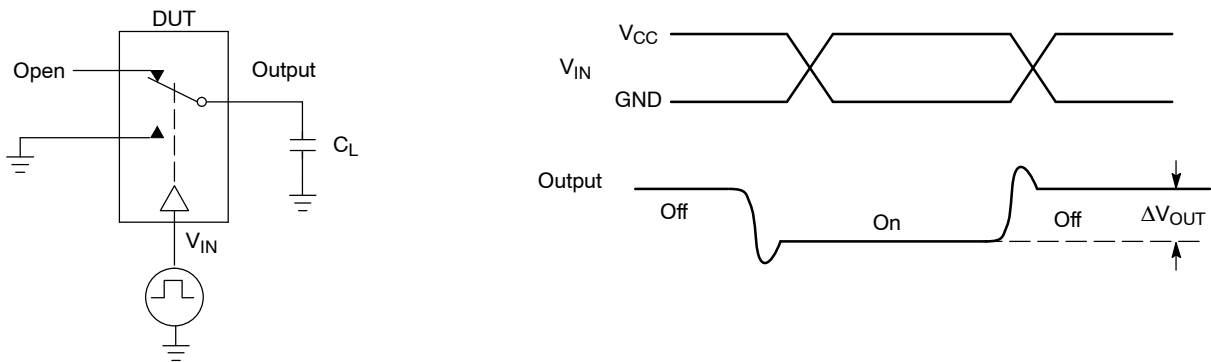 DUT
Open
Output
C_L
V_IN
V_CC
V_IN
GND
Output
Off
On
Off
ΔV_OUT